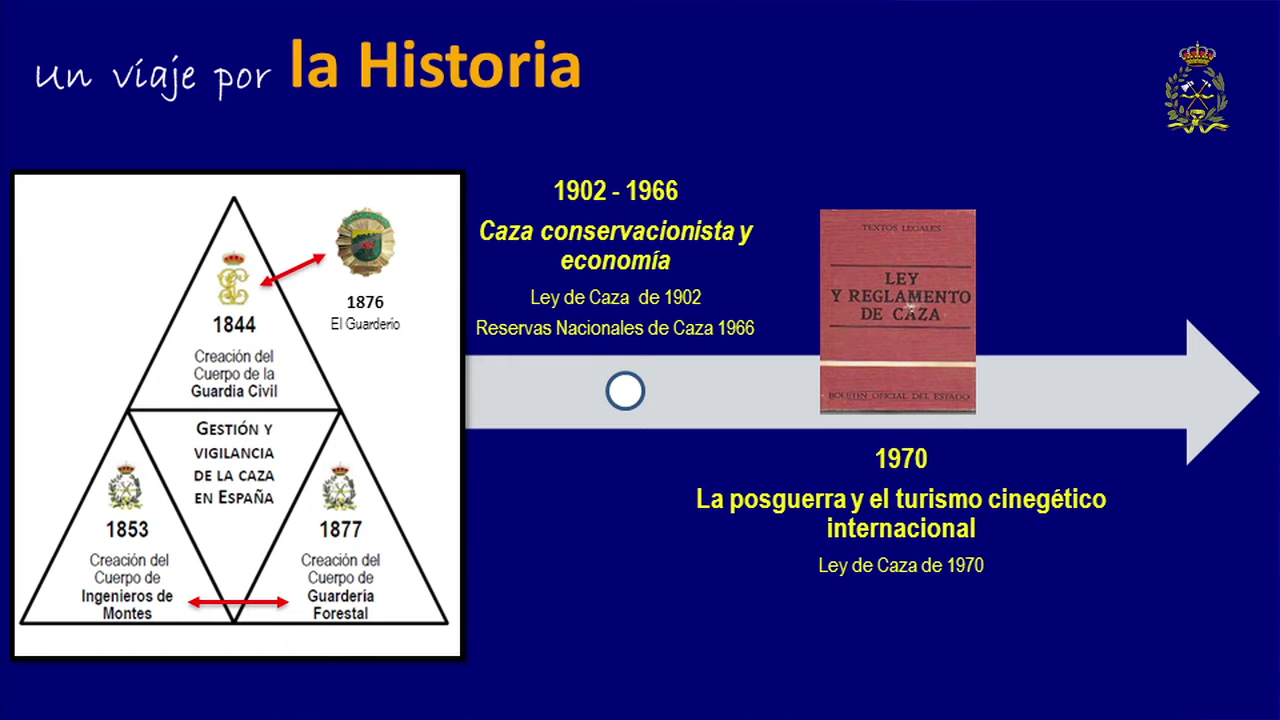 Un viaje por la Historia
1844
Creación del
Cuerpo de la
Guardia Civil
1876
El Guarderío
GESTIÓN Y
VIGILANCIA
DE LA CAZA
EN ESPAÑA
1853
Creación del
Cuerpo de
Ingenieros de
Montes
1877
Creación del
Cuerpo de
Guardería
Forestal
1902 - 1966
Caza conservacionista y
economía
Ley de Caza de 1902
Reservas Nacionales de Caza 1966
TEXTOS LEGALES
LEY
Y REGLAMENTO
DE CAZA
BOLETIN OFICIAL DEL ESTADO
1970
La posguerra y el turismo cinegético
internacional
Ley de Caza de 1970